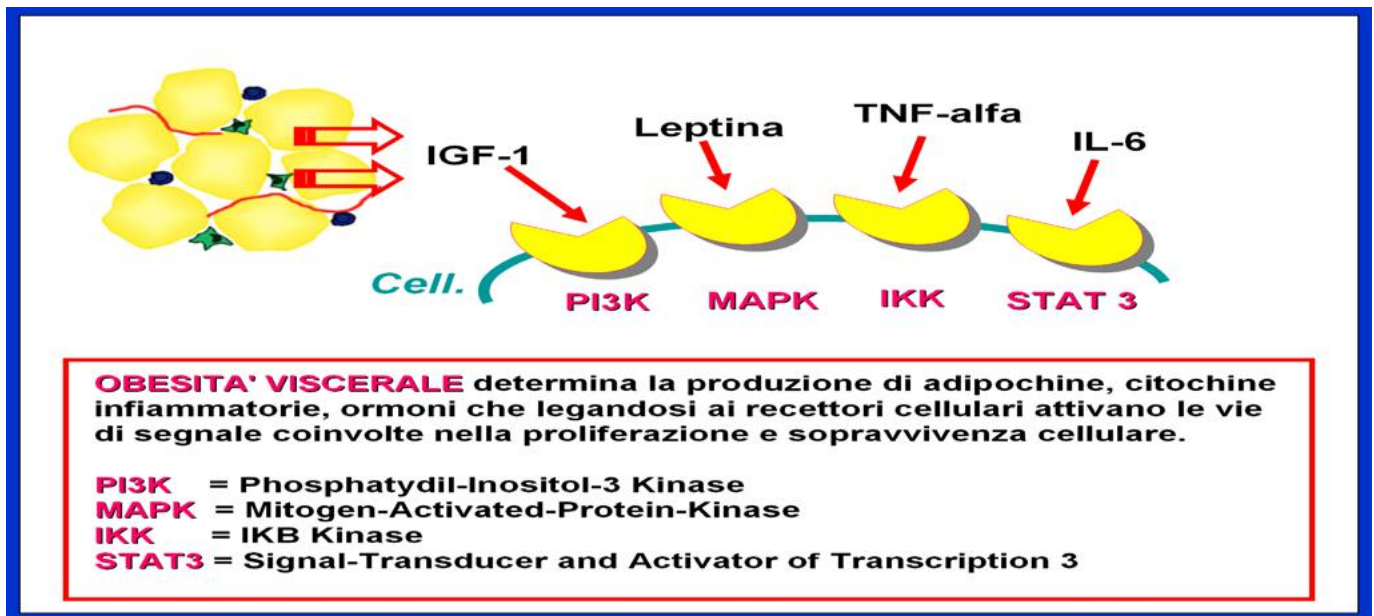 TNF-alfa
Leptina
IL-6
IGF-1
Cell.
PI3K MAPK IKK STAT 3
OBESITA' VISCERALE determina la produzione di adipochine, citochine
infiammatorie, ormoni che legandosi ai recettori cellulari attivano le vie
di segnale coinvolte nella proliferazione e sopravvivenza cellulare.
PI3K = Phosphatydil-Inositol-3 Kinase
MAPK = Mitogen-Activated-Protein-Kinase
IKK = IKB Kinase
STAT3 = Signal-Transducer and Activator of Transcription 3